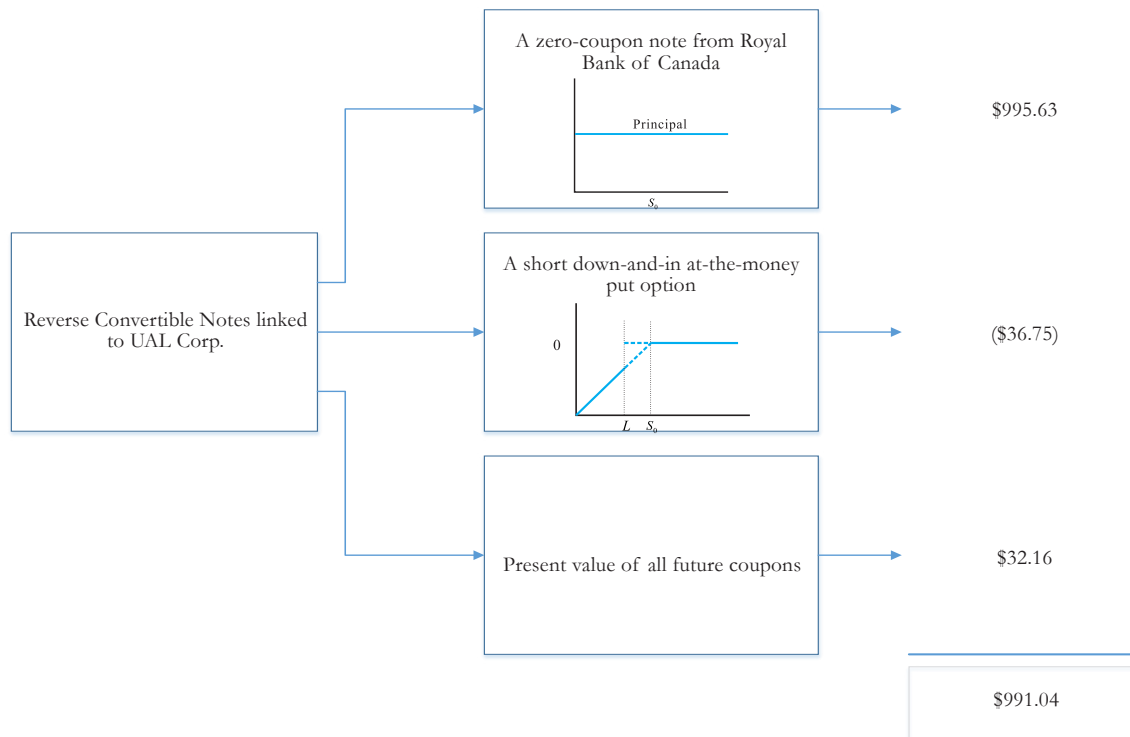 A zero-coupon note from Royal
Bank of Canada
Principal
S₀
$995.63
Reverse Convertible Notes linked
to UAL Corp.
A short down-and-in at-the-money
put option
0
L S₀
($36.75)
Present value of all future coupons
$32.16
$991.04